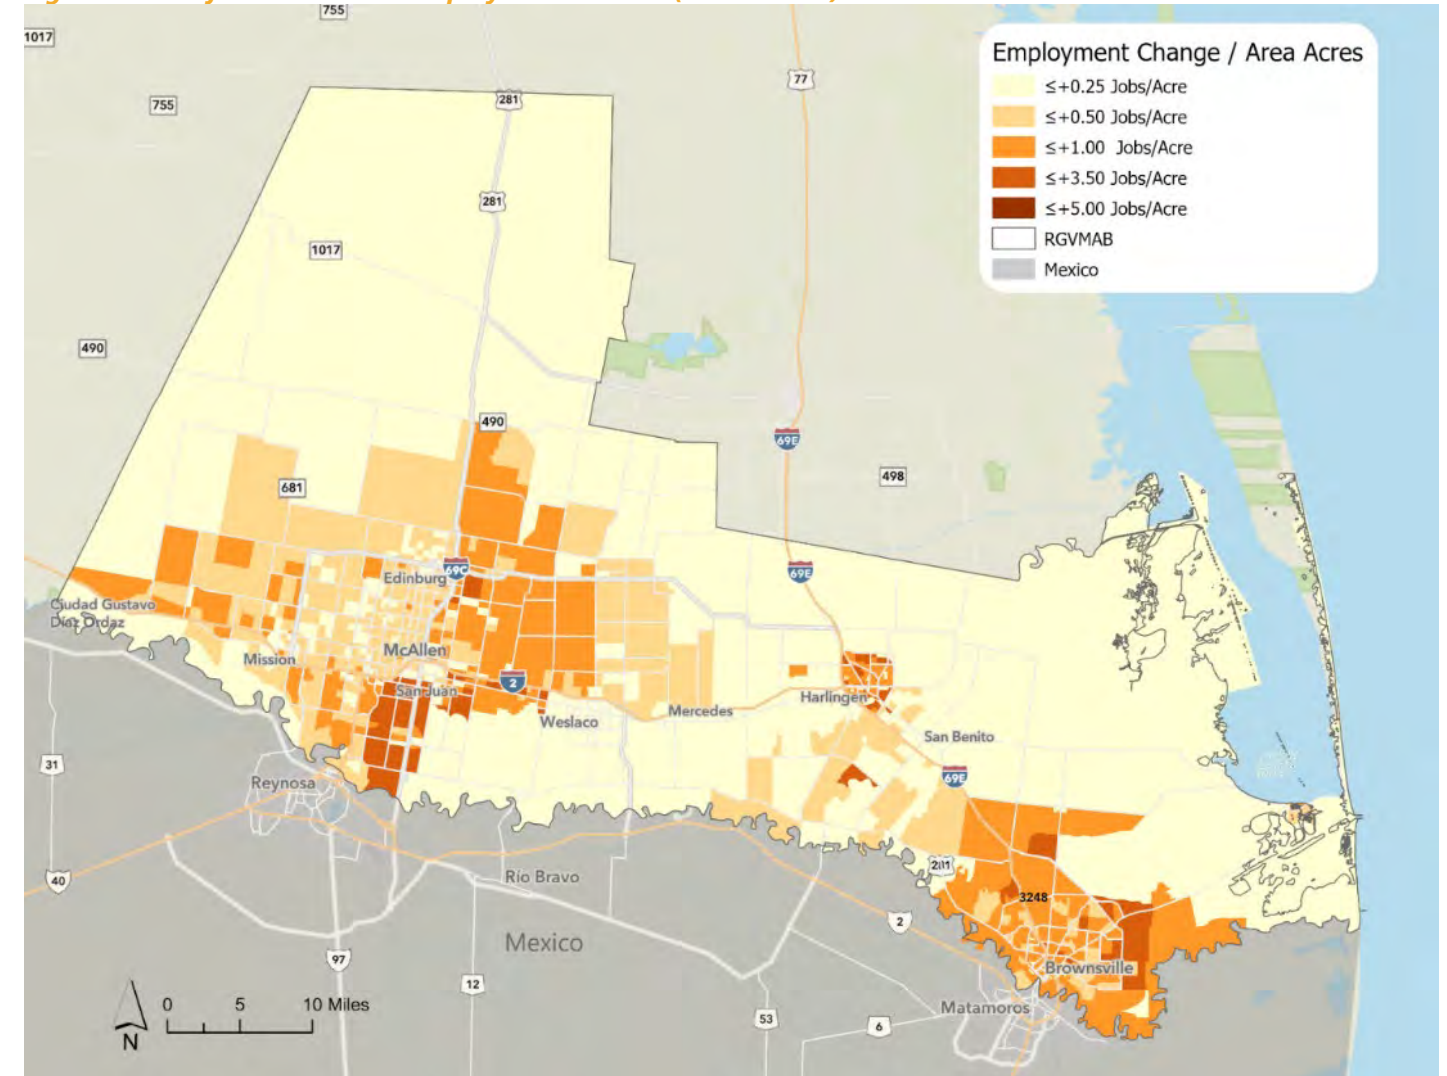 755
1017
77
Employment Change / Area Acres
≤+0.25 Jobs/Acre
≤+0.50 Jobs/Acre
≤+1.00 Jobs/Acre
≤+3.50 Jobs/Acre
≤+5.00 Jobs/Acre
RGVMAB
Mexico
755
281
281
1017
490
490
69E
498
681
69E
69C
Edinburg
Ciudad Gustavo
Díaz Ordaz
McAllen
Mission
San Juan
2
Weslaco
Mercedes
Harlingen
San Benito
31
69E
Reynosa
281
40
Río Bravo
3248
2
Mexico
97
Brownsville
12
0 5 10 Miles
Matamoros
53
6
N